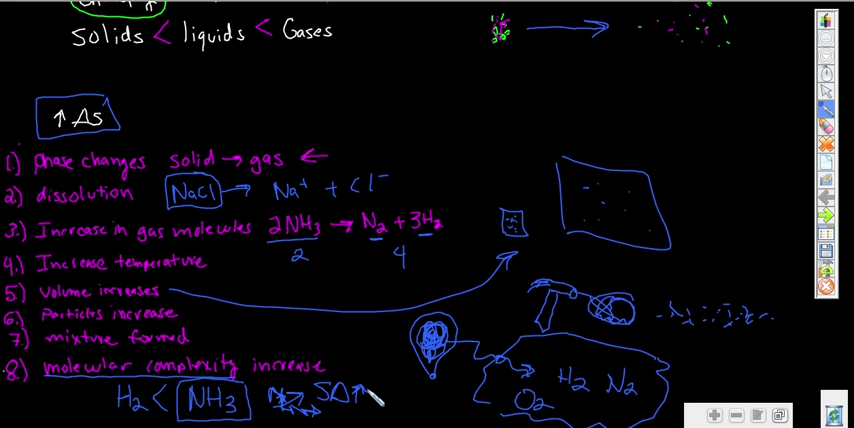 Solids < liquids < Gases
↑ Δs
1.) phase changes solid → gas ←
2.) dissolution NaCl → Na⁺ + Cl⁻
3.) Increase in gas molecules 2NH₃ → N₂ + 3H₂
2 4
4.) Increase temperature
5.) Volume increases
6.) Particles increase
7.) mixture formed
8.) molecular complexity increase
O₂ H₂ N₂
H₂ < NH₃